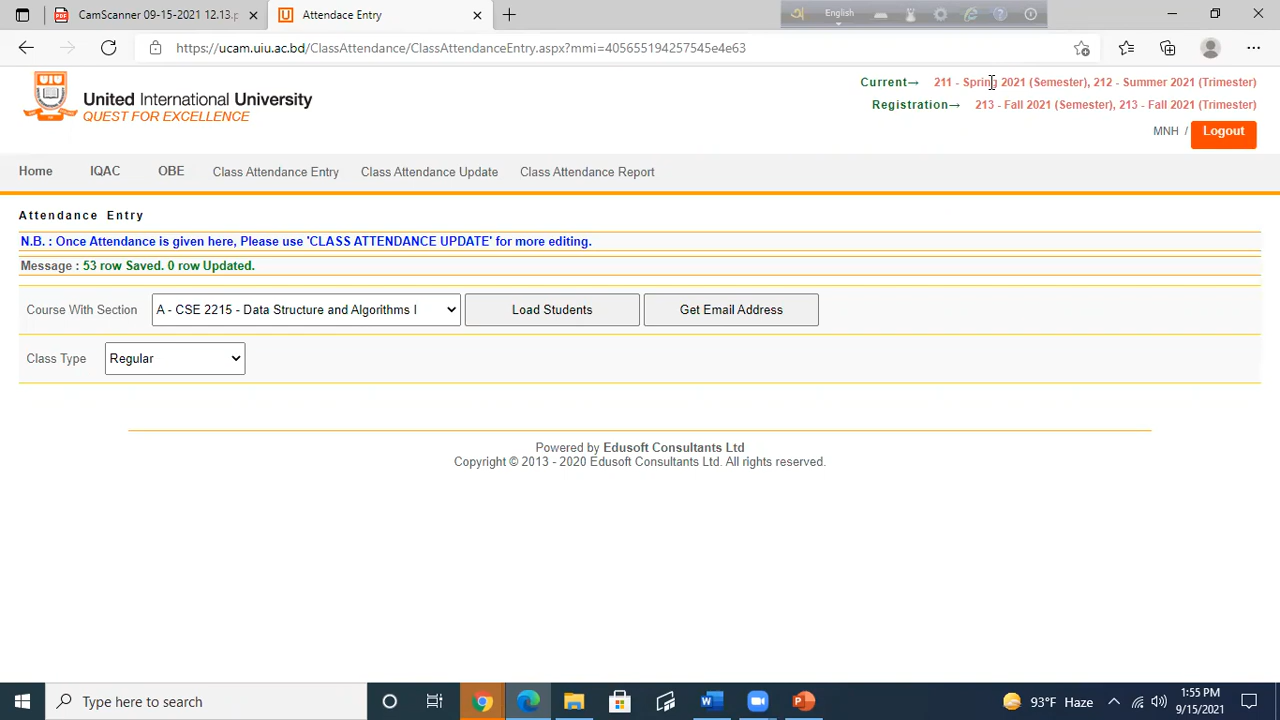 CamScanner 09-15-2021 12.13.p
Attendace Entry
English
https://ucam.uiu.ac.bd/ClassAttendance/ClassAttendanceEntry.aspx?mmi=405655194257545e4e63
Current→ 211 - Spring 2021 (Semester), 212 - Summer 2021 (Trimester)
United International University
QUEST FOR EXCELLENCE
Registration→ 213 - Fall 2021 (Semester), 213 - Fall 2021 (Trimester)
MNH / Logout
Home IQAC OBE Class Attendance Entry Class Attendance Update Class Attendance Report
Attendance Entry
N.B. : Once Attendance is given here, Please use 'CLASS ATTENDANCE UPDATE' for more editing.
Message : 53 row Saved. 0 row Updated.
Course With Section A - CSE 2215 - Data Structure and Algorithms I Load Students Get Email Address
Class Type Regular
Powered by Edusoft Consultants Ltd
Copyright © 2013 - 2020 Edusoft Consultants Ltd. All rights reserved.
Type here to search
93°F Haze
1:55 PM
9/15/2021